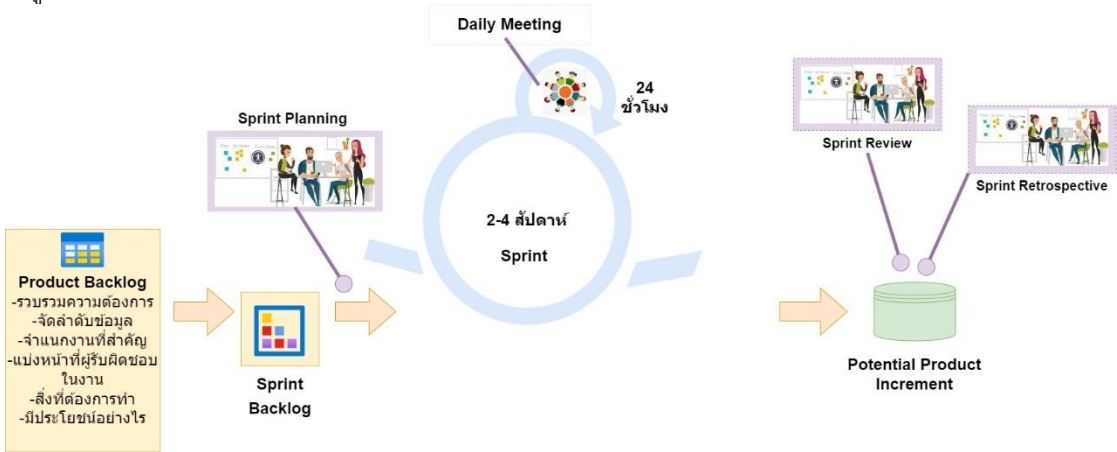 Daily Meeting
24
ชั่วโมง
Sprint Planning
Sprint Review
Sprint Retrospective
2-4 สัปดาห์
Sprint
Product Backlog
-รวบรวมความต้องการ
-จัดลำดับข้อมูล
-จำแนกงานที่สำคัญ
-แบ่งหน้าที่ผู้รับผิดชอบ
ในงาน
-สิ่งที่ต้องการทำ
-มีประโยชน์อย่างไร
Sprint
Backlog
Potential Product
Increment